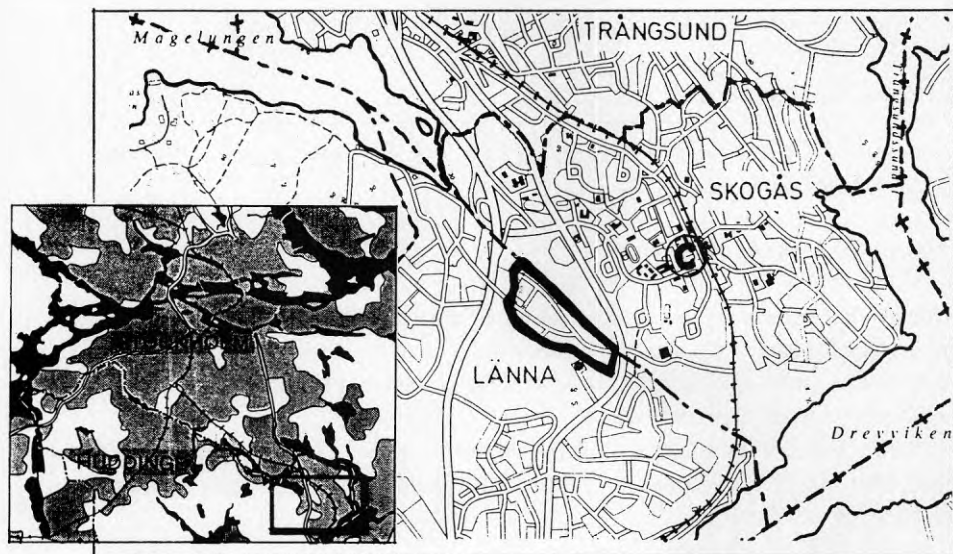 Magelungen
TRÅNGSUND
SKOGÅS
C
LÄNNA
Drevviken
STOCKHOLM
HUDDINGE